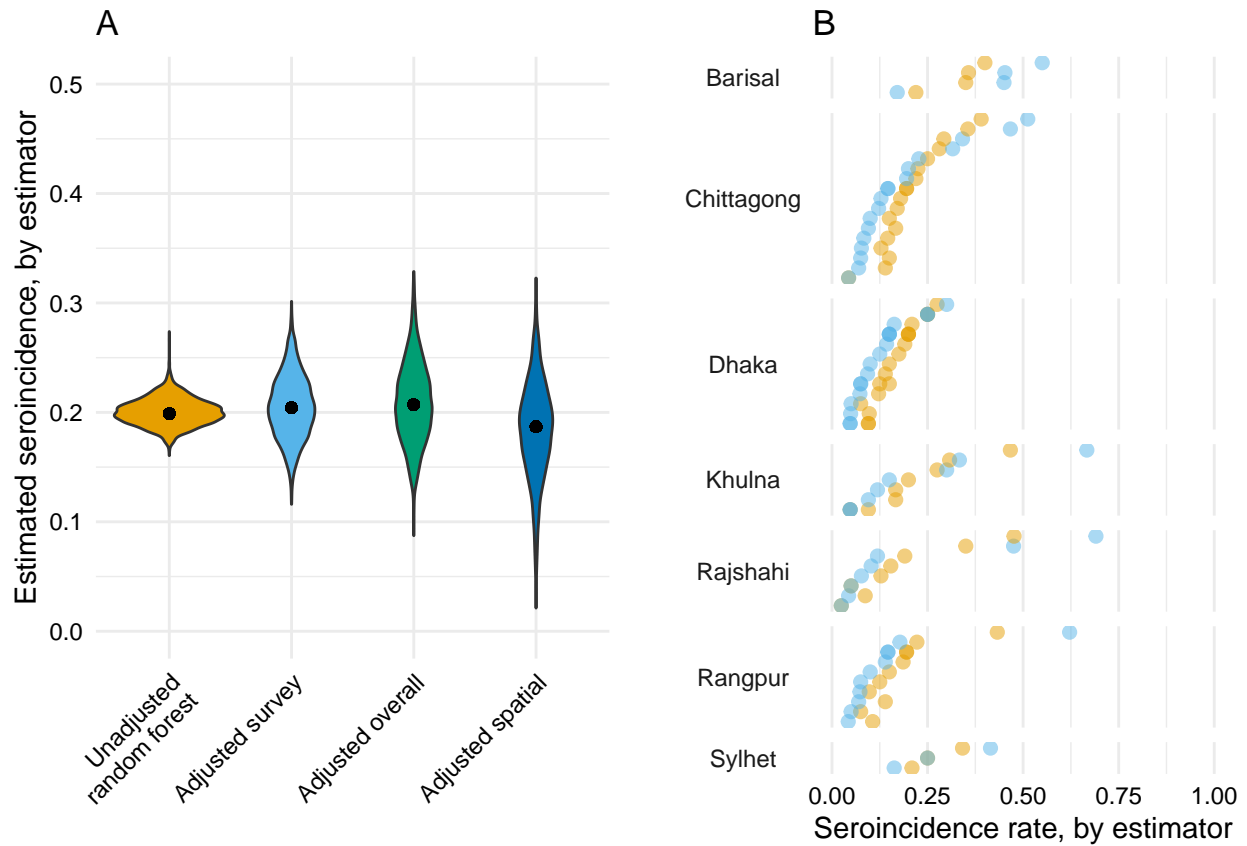 A
Estimated seroincidence, by estimator
0.5
0.4
0.3
0.2
0.1
0.0
Unadjusted
random forest
Adjusted survey
Adjusted overall
Adjusted spatial
B
Barisal
Chittagong
Dhaka
Khulna
Rajshahi
Rangpur
Sylhet
0.00 0.25 0.50 0.75 1.00
Seroincidence rate, by estimator